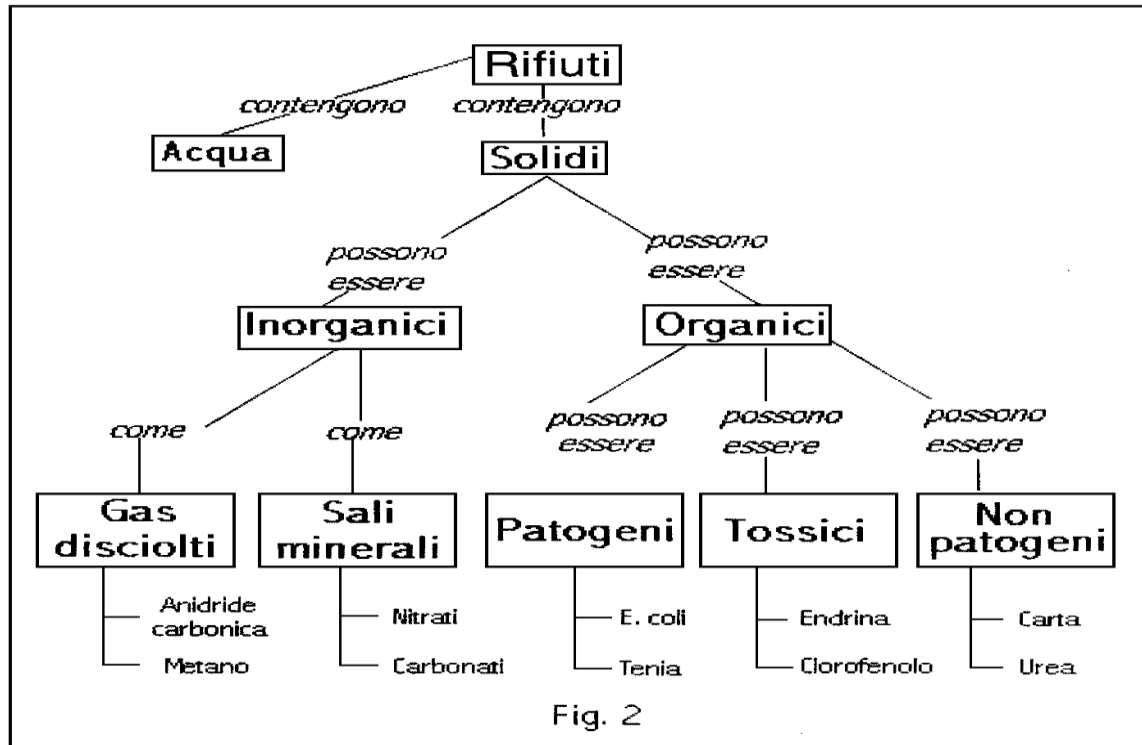 Rifiuti
contengono contengono
Acqua Solidi
possono
essere
possono
essere
Inorganici Organici
come come
possono
essere
possono
essere
possono
essere
Gas
disciolti
Sali
minerali
Patogeni
Tossici
Non
patogeni
Anidride
carbonica
Metano
Nitrati
Carbonati
E. coli
Tenia
Endrina
Clorofenolo
Carta
Urea
Fig. 2